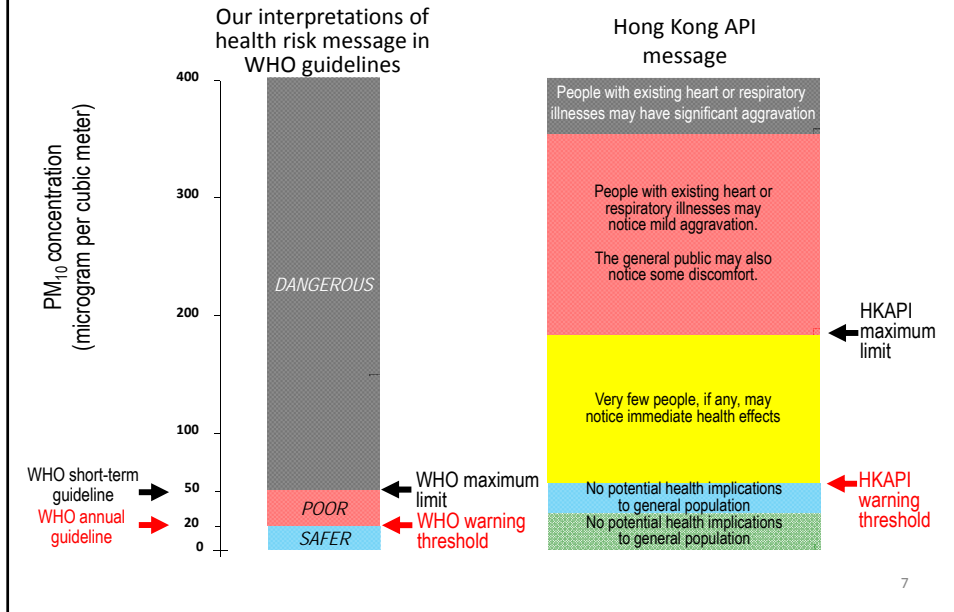 Our interpretations of
health risk message in
WHO guidelines
Hong Kong API
message
PM10 concentration
(microgram per cubic meter)
400
300
200
100
50
20
0
WHO short-term
guideline
WHO annual
guideline
DANGEROUS
POOR
SAFER
WHO maximum
limit
WHO warning
threshold
People with existing heart or respiratory
illnesses may have significant aggravation
People with existing heart or
respiratory illnesses may
notice mild aggravation.
The general public may also
notice some discomfort.
Very few people, if any, may
notice immediate health effects
No potential health implications
to general population
No potential health implications
to general population
HKAPI
maximum
limit
HKAPI
warning
threshold
7